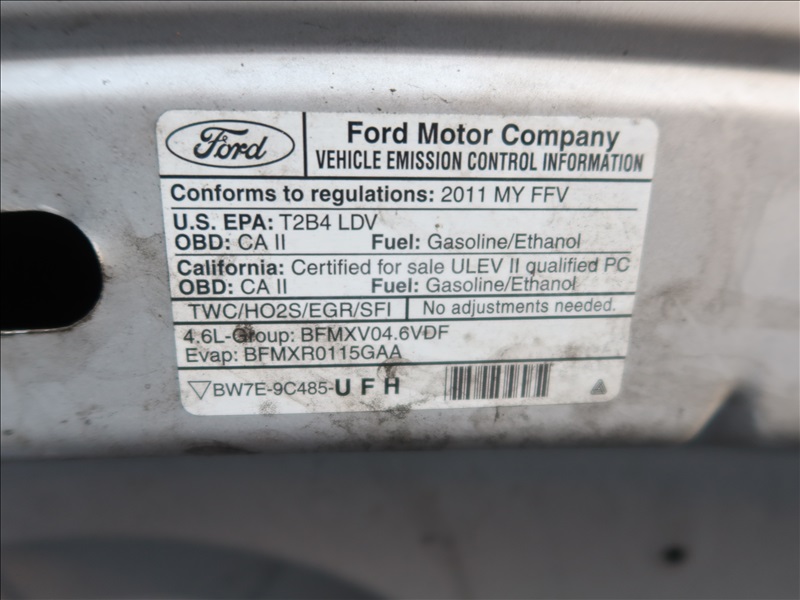 Ford
Ford Motor Company
VEHICLE EMISSION CONTROL INFORMATION
Conforms to regulations: 2011 MY FFV
U.S. EPA: T2B4 LDV
OBD: CA II Fuel: Gasoline/Ethanol
California: Certified for sale ULEV II qualified PC
OBD: CA II Fuel: Gasoline/Ethanol
TWC/HO2S/EGR/SFI No adjustments needed.
4.6L-Group: BFMXV04.6VDF
Evap: BFMXR0115GAA
BW7E-9C485-UFH